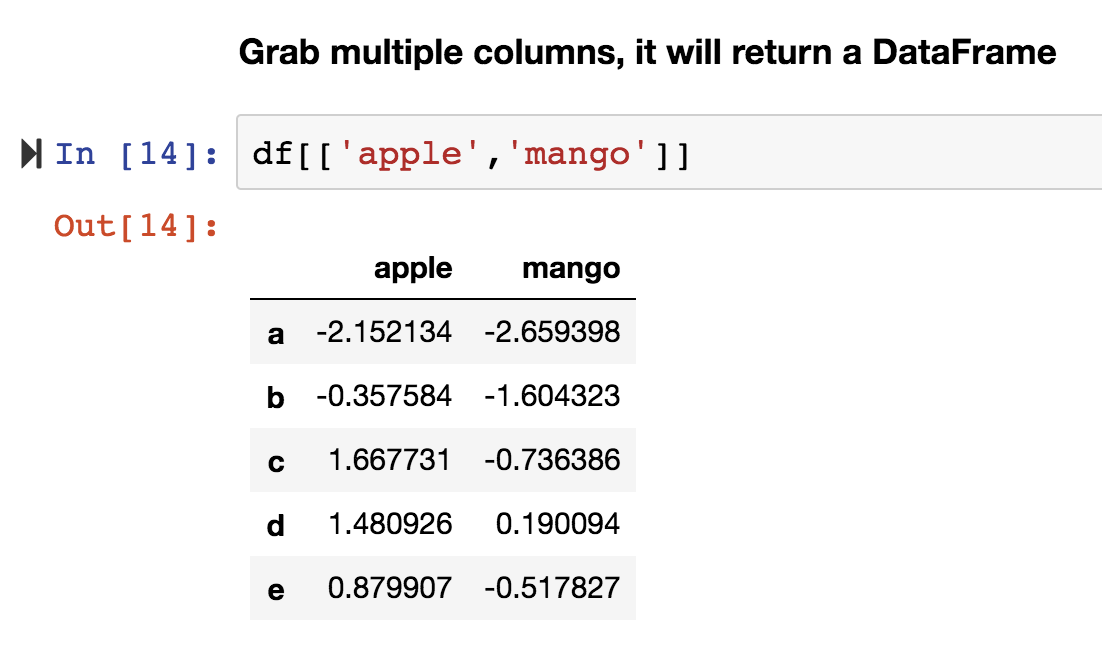 Grab multiple columns, it will return a DataFrame
In [14]: df[['apple','mango']]
Out[14]:
apple mango
a -2.152134 -2.659398
b -0.357584 -1.604323
c 1.667731 -0.736386
d 1.480926 0.190094
e 0.879907 -0.517827